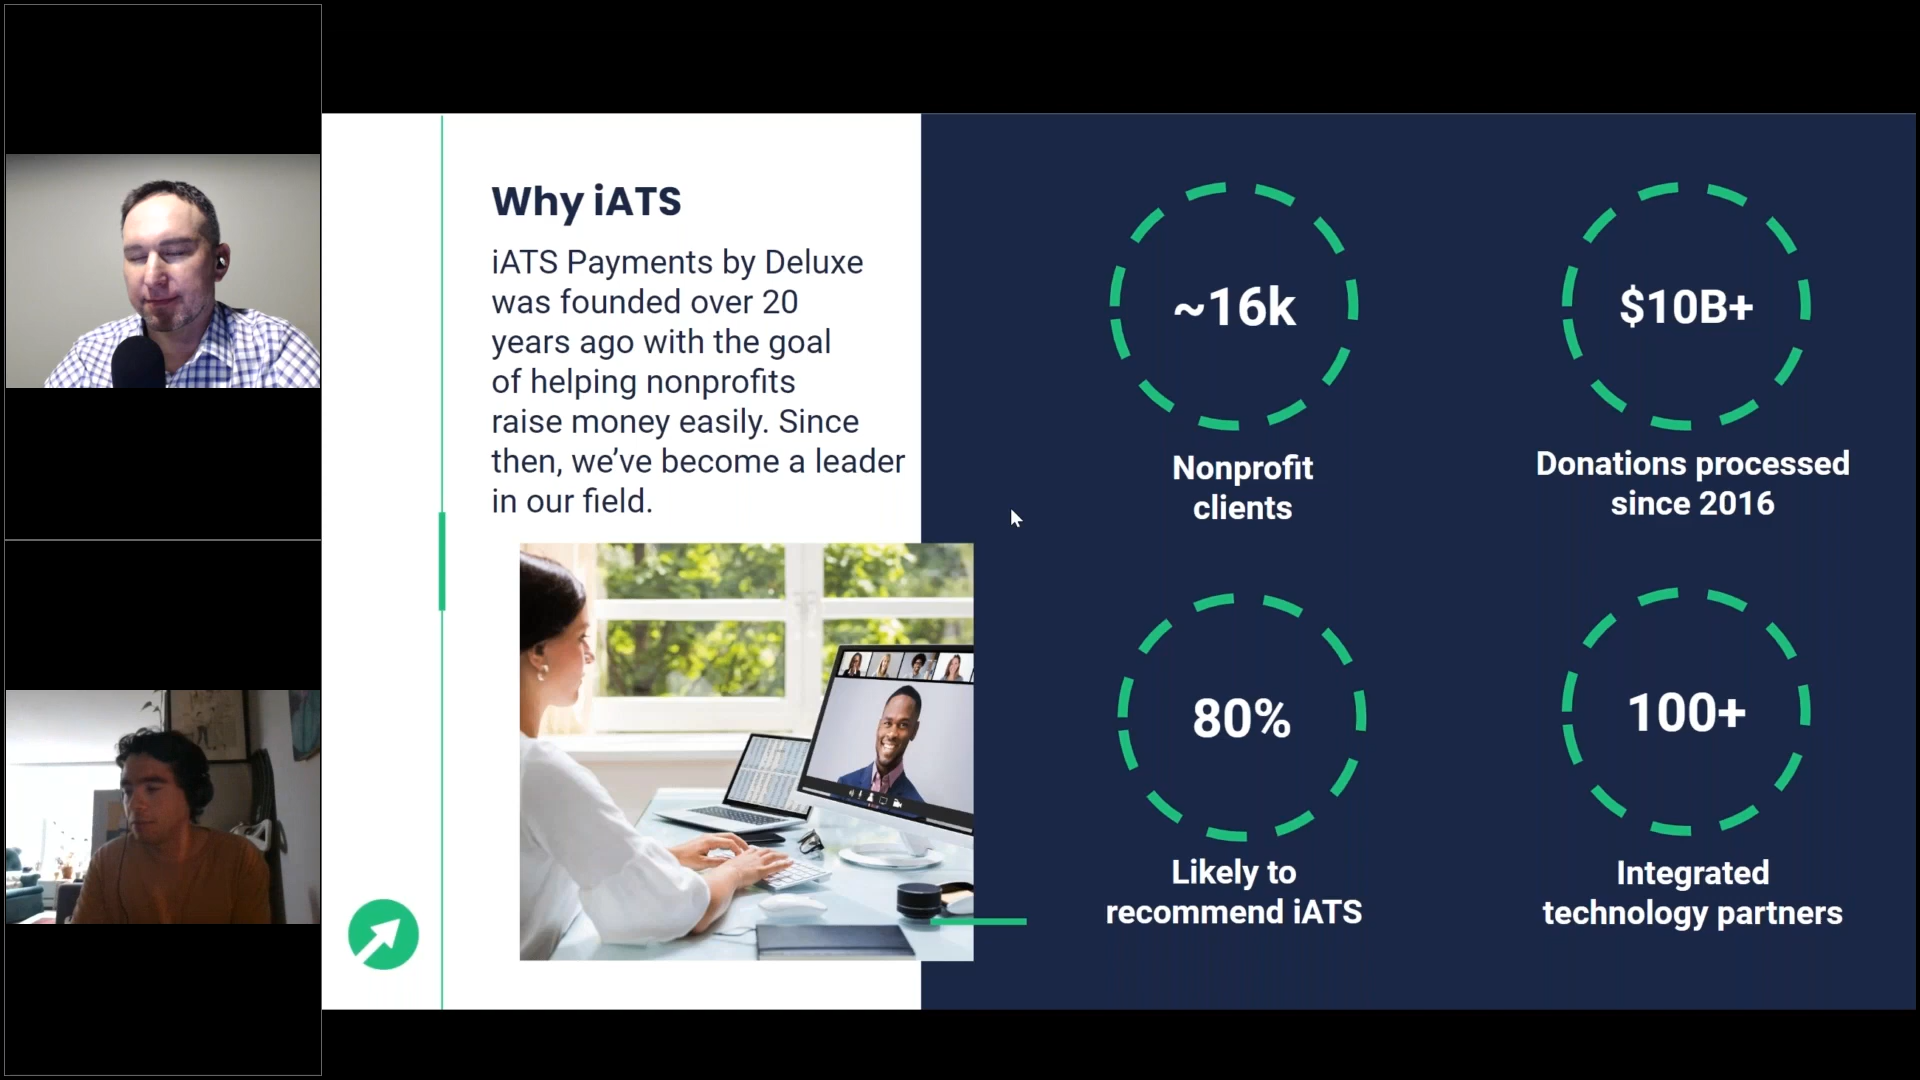 Why iATS
iATS Payments by Deluxe
was founded over 20
years ago with the goal
of helping nonprofits
raise money easily. Since
then, we’ve become a leader
in our field.
~16k
Nonprofit
clients
$10B+
Donations processed
since 2016
80%
Likely to
recommend iATS
100+
Integrated
technology partners